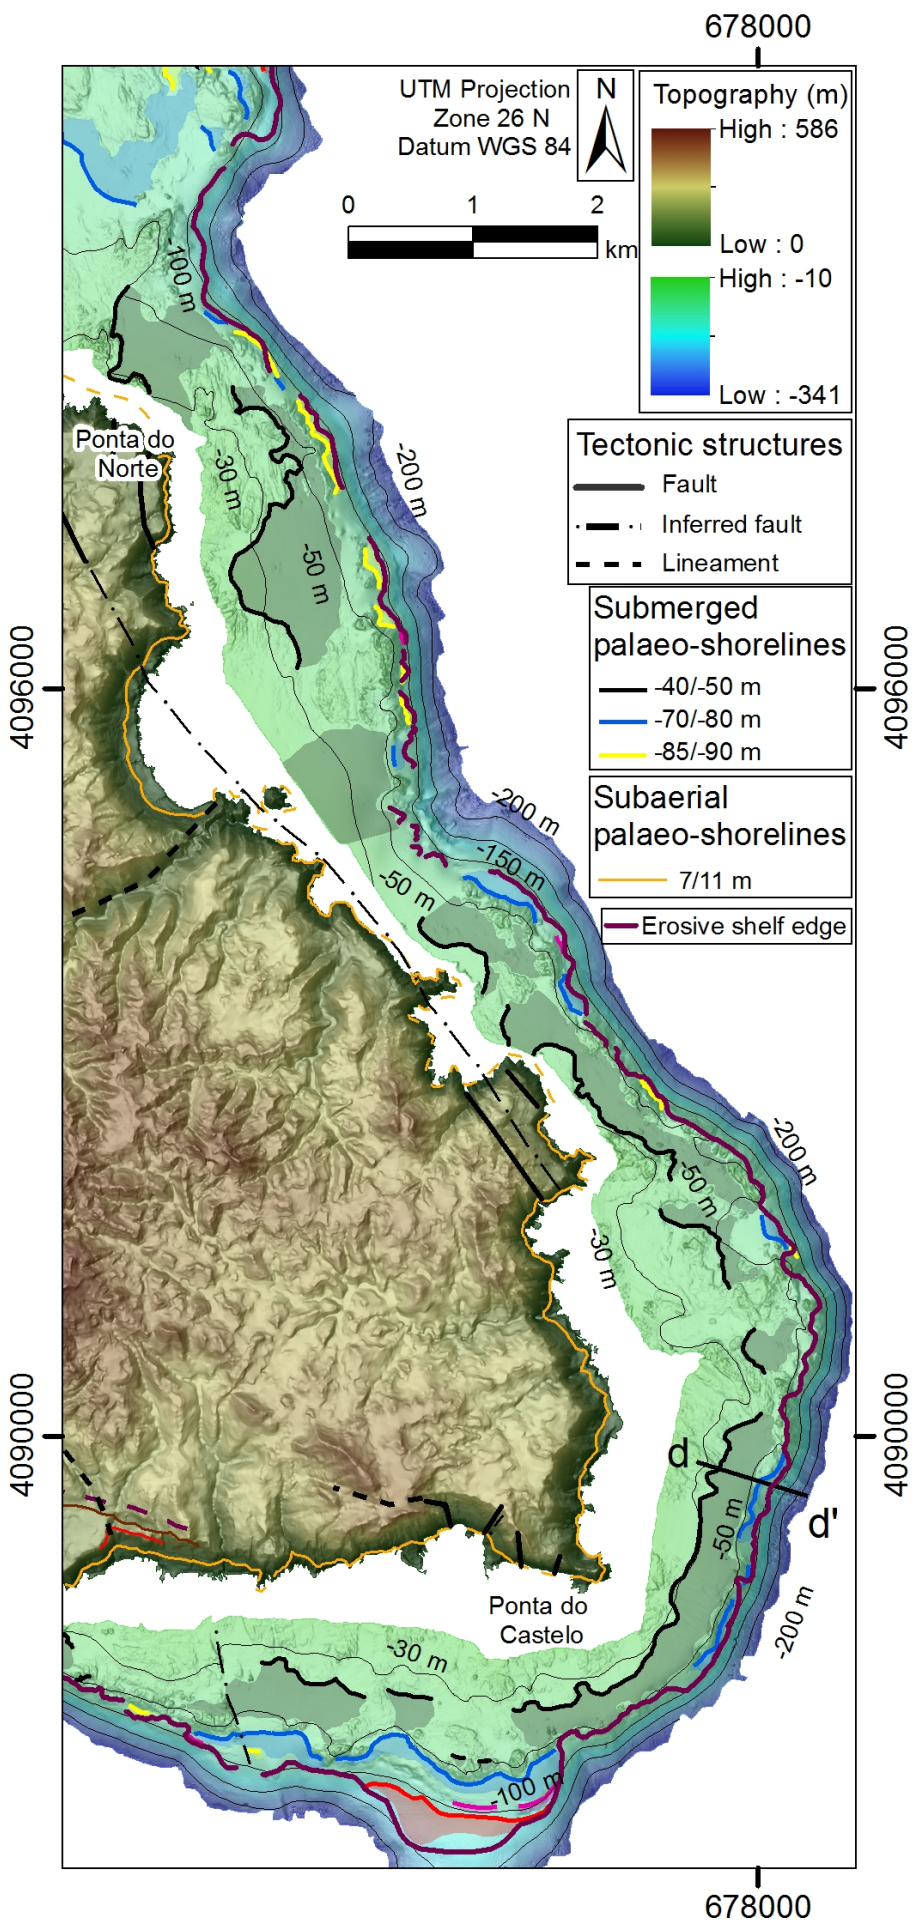 678000
UTM Projection
Zone 26 N
Datum WGS 84
N
0 1 2
km
Topography (m)
High : 586
Low : 0
High : -10
Low : -341
Tectonic structures
Fault
Inferred fault
Lineament
Submerged
palaeo-shorelines
-40/-50 m
-70/-80 m
-85/-90 m
Subaerial
palaeo-shorelines
7/11 m
Erosive shelf edge
-100 m
Ponta do
Norte
-30 m
-200 m
-50 m
4096000
4096000
-200 m
-150 m
-50 m
-200 m
-50 m
-30 m
4090000
4090000
d
d'
-50 m
Ponta do
Castelo
-200 m
-30 m
-100 m
678000